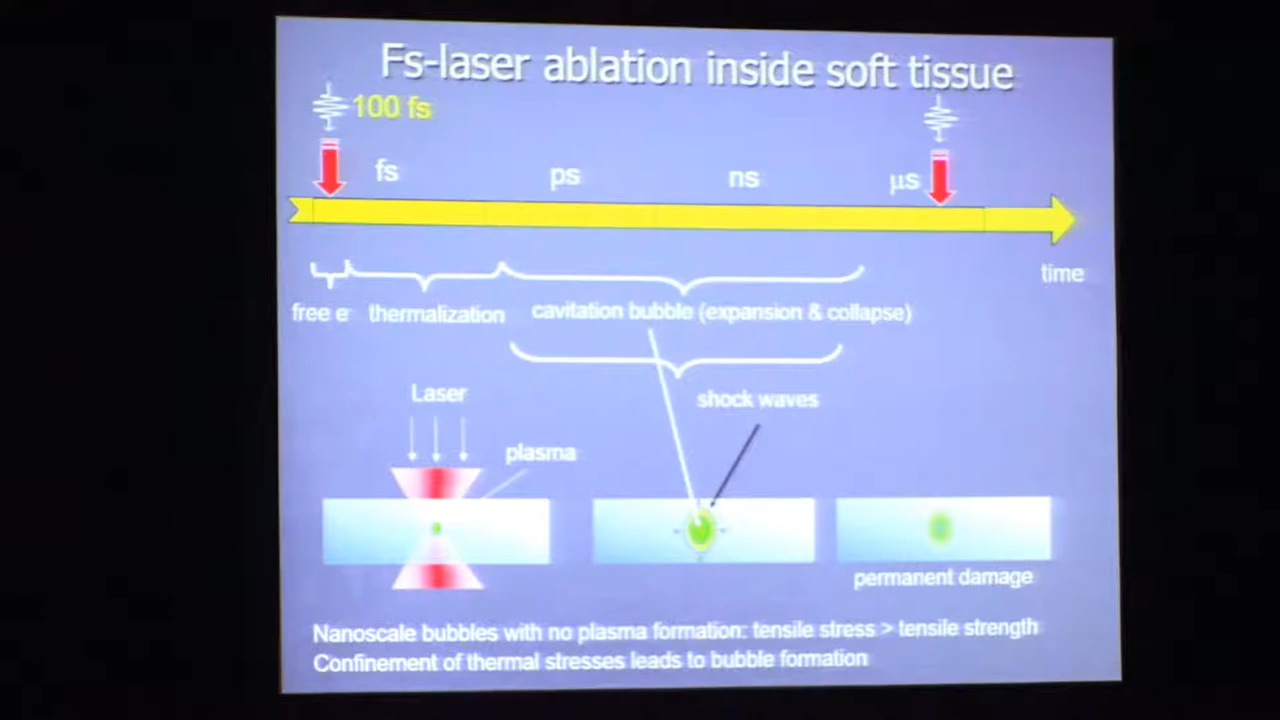 Fs-laser ablation inside soft tissue
100 fs
fs ps ns µs
time
free e thermalization cavitation bubble (expansion & collapse)
Laser
shock waves
plasma
permanent damage
Nanoscale bubbles with no plasma formation: tensile stress > tensile strength
Confinement of thermal stresses leads to bubble formation